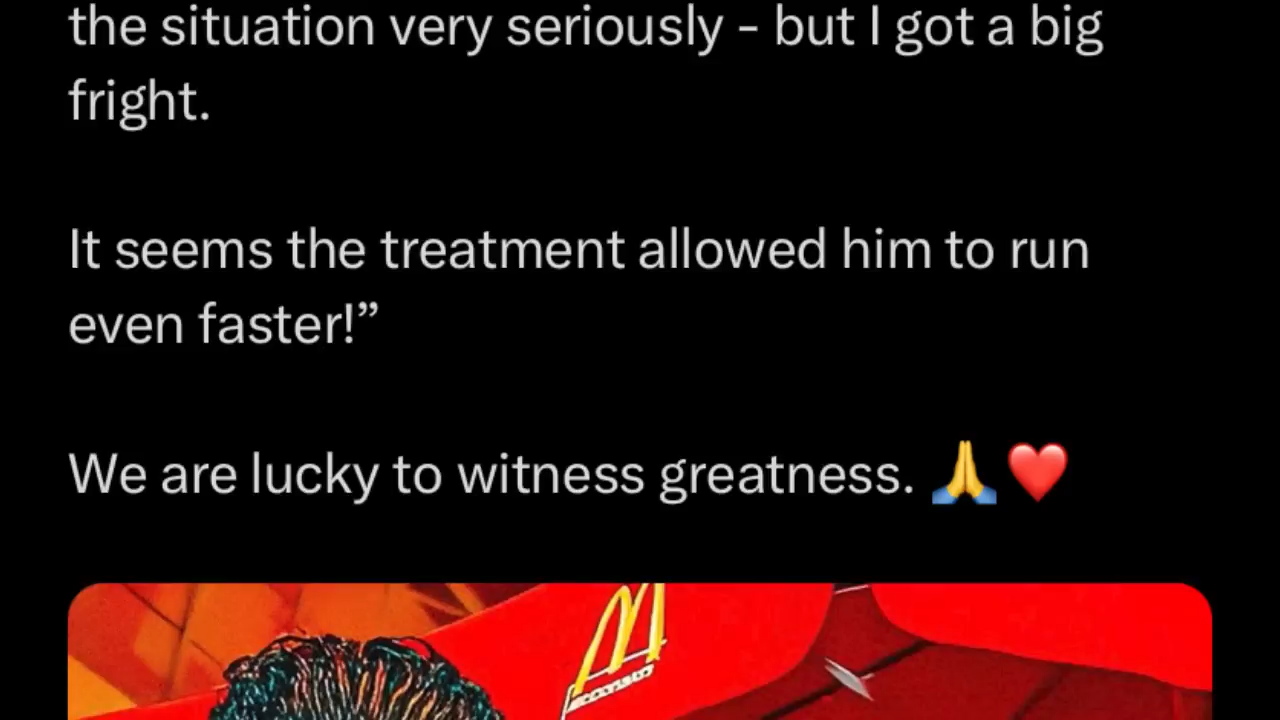 the situation very seriously - but I got a big
fright.
It seems the treatment allowed him to run
even faster!”
We are lucky to witness greatness. 🙏❤️